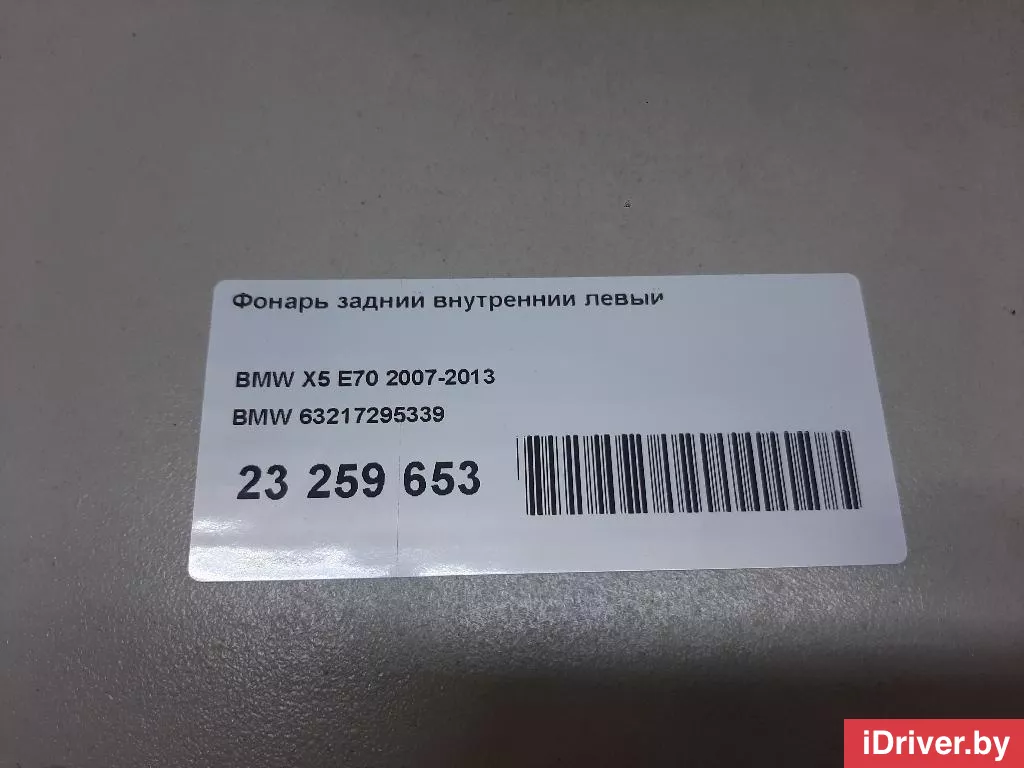 Фонарь задний внутренний левый
BMW X5 E70 2007-2013
BMW 63217295339
23 259 653
iDriver.by